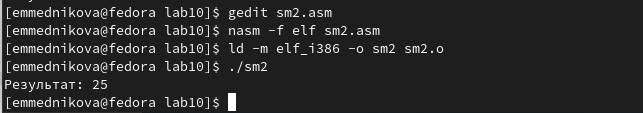 [emmednikova@fedora lab10]$ gedit sm2.asm
[emmednikova@fedora lab10]$ nasm -f elf sm2.asm
[emmednikova@fedora lab10]$ ld -m elf_i386 -o sm2 sm2.o
[emmednikova@fedora lab10]$ ./sm2
Результат: 25
[emmednikova@fedora lab10]$